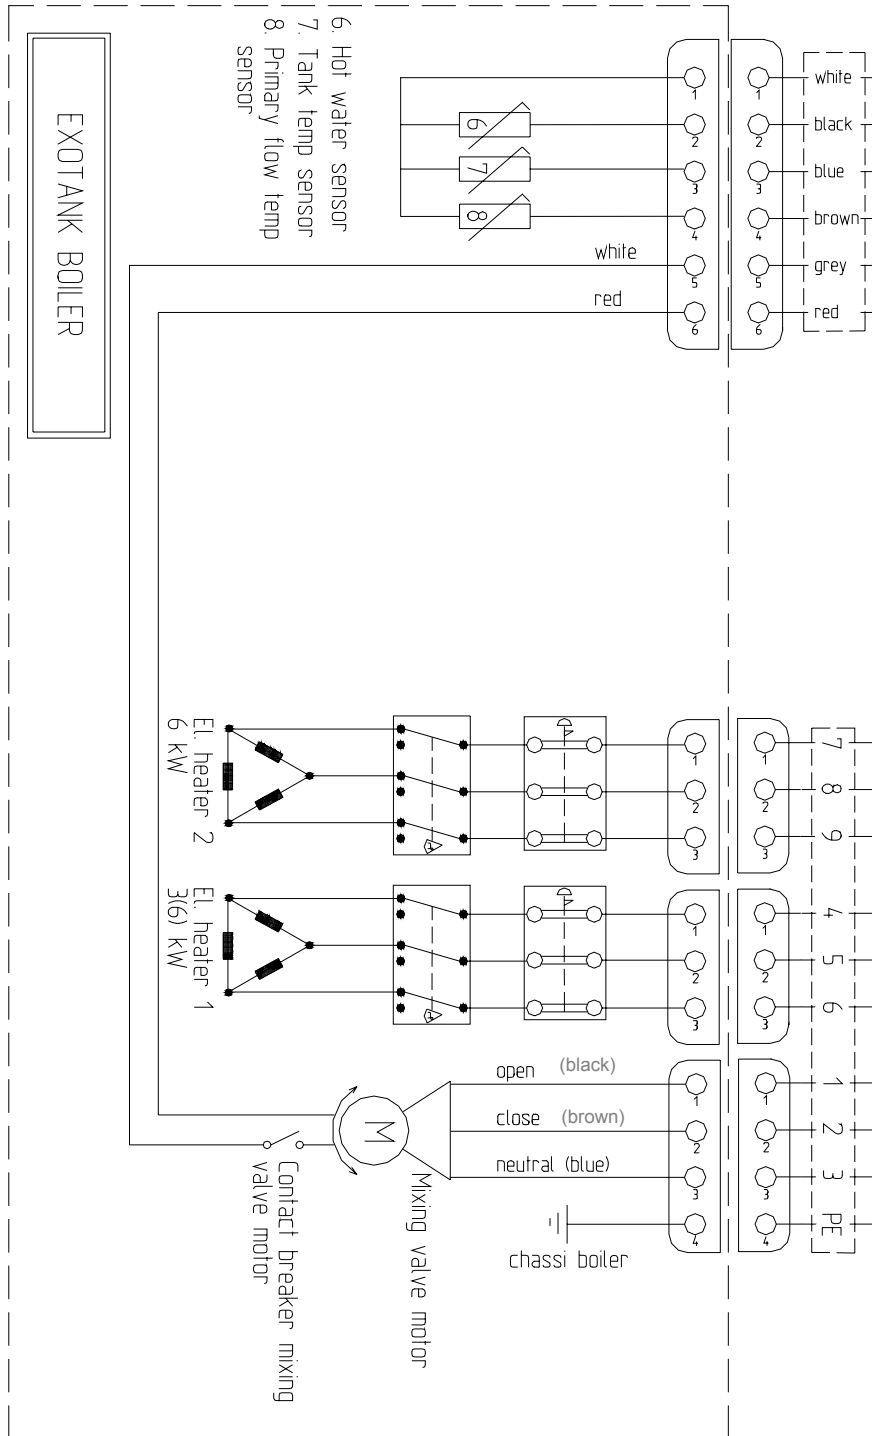 6. Hot water sensor
7. Tank temp sensor
8. Primary flow temp
sensor
EXOTANK BOILER
6
7
8
1
2
3
4
5
6
1
2
3
4
5
6
white
black
blue
brown
grey
red
white
red
El. heater 2
6 kW
1
2
3
1
2
3
7
8
9
El. heater 1
3(6) kW
1
2
3
1
2
3
4
5
6
open (black)
close (brown)
neutral (blue)
M
Mixing valve motor
Contact breaker mixing
valve motor
chassi boiler
1
2
3
4
1
2
3
4
1
2
3
PE